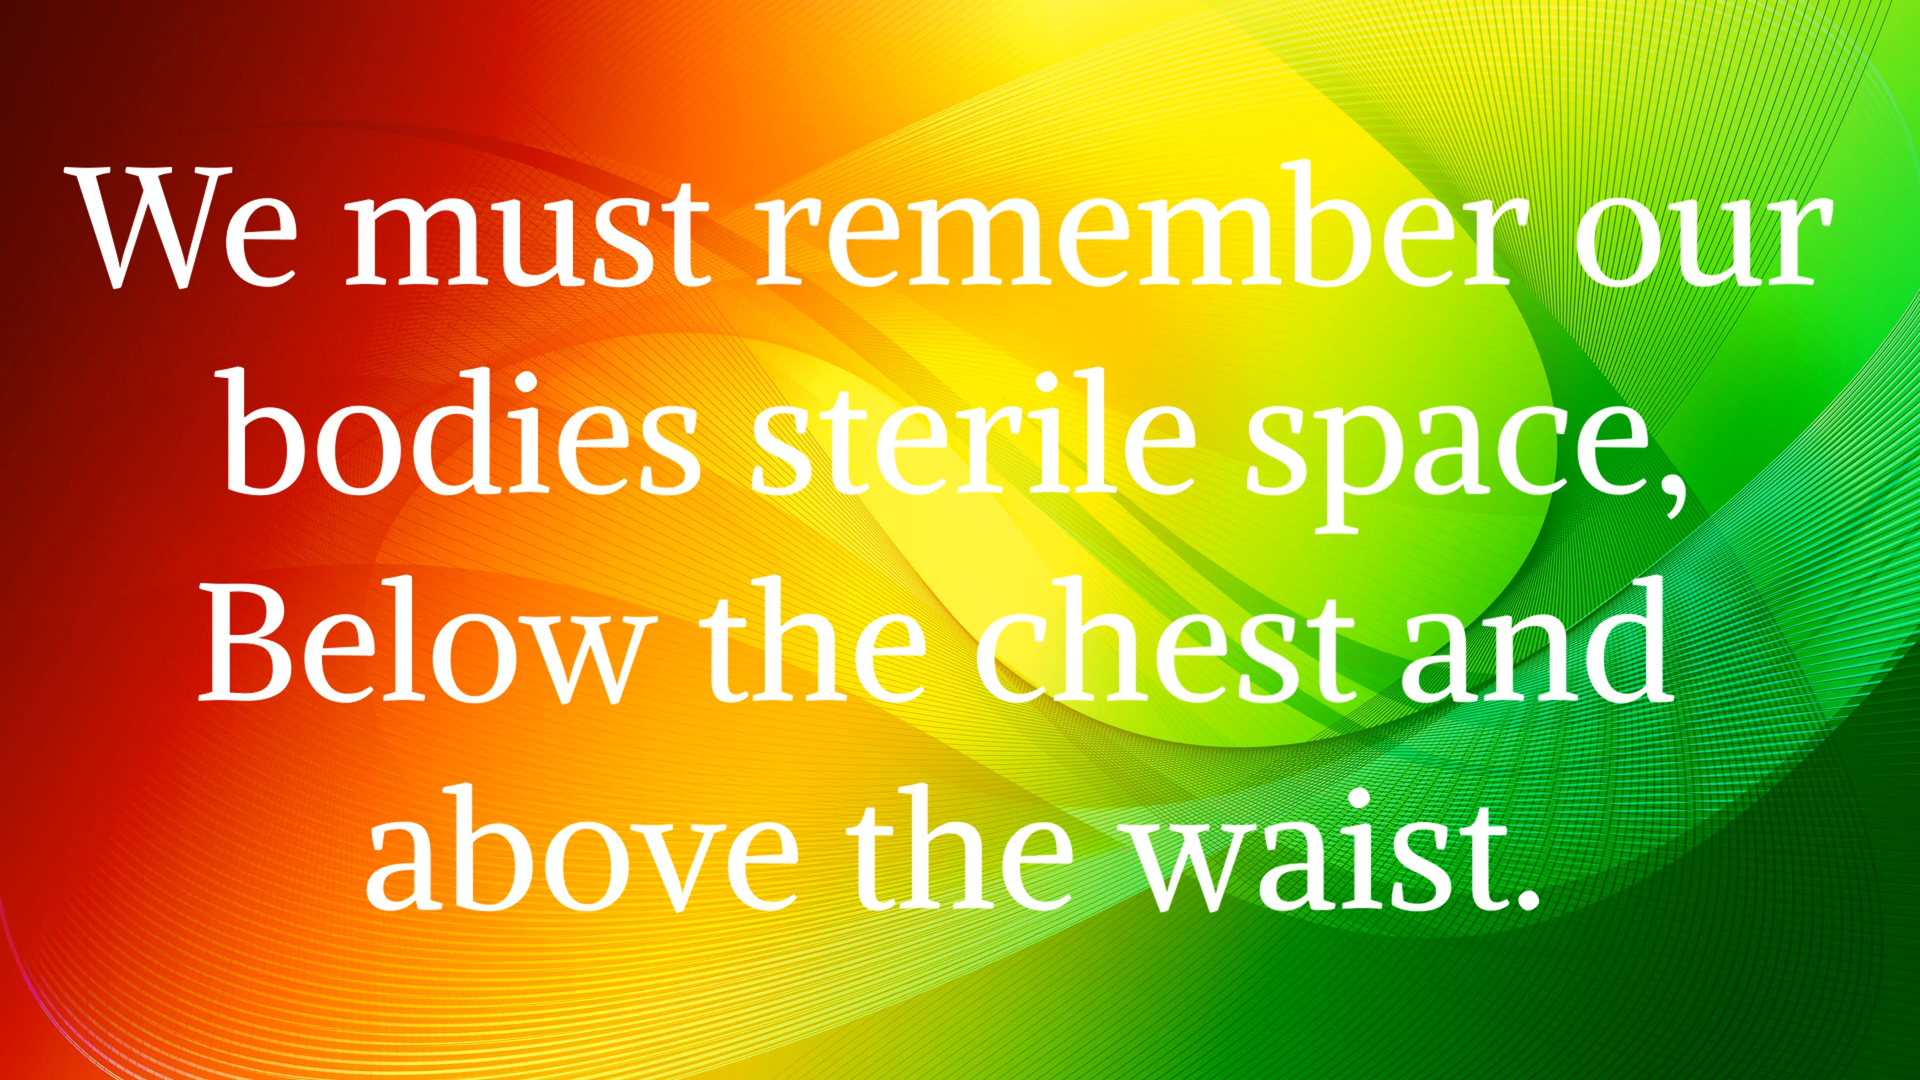 We must remember our
bodies sterile space,
Below the chest and
above the waist.